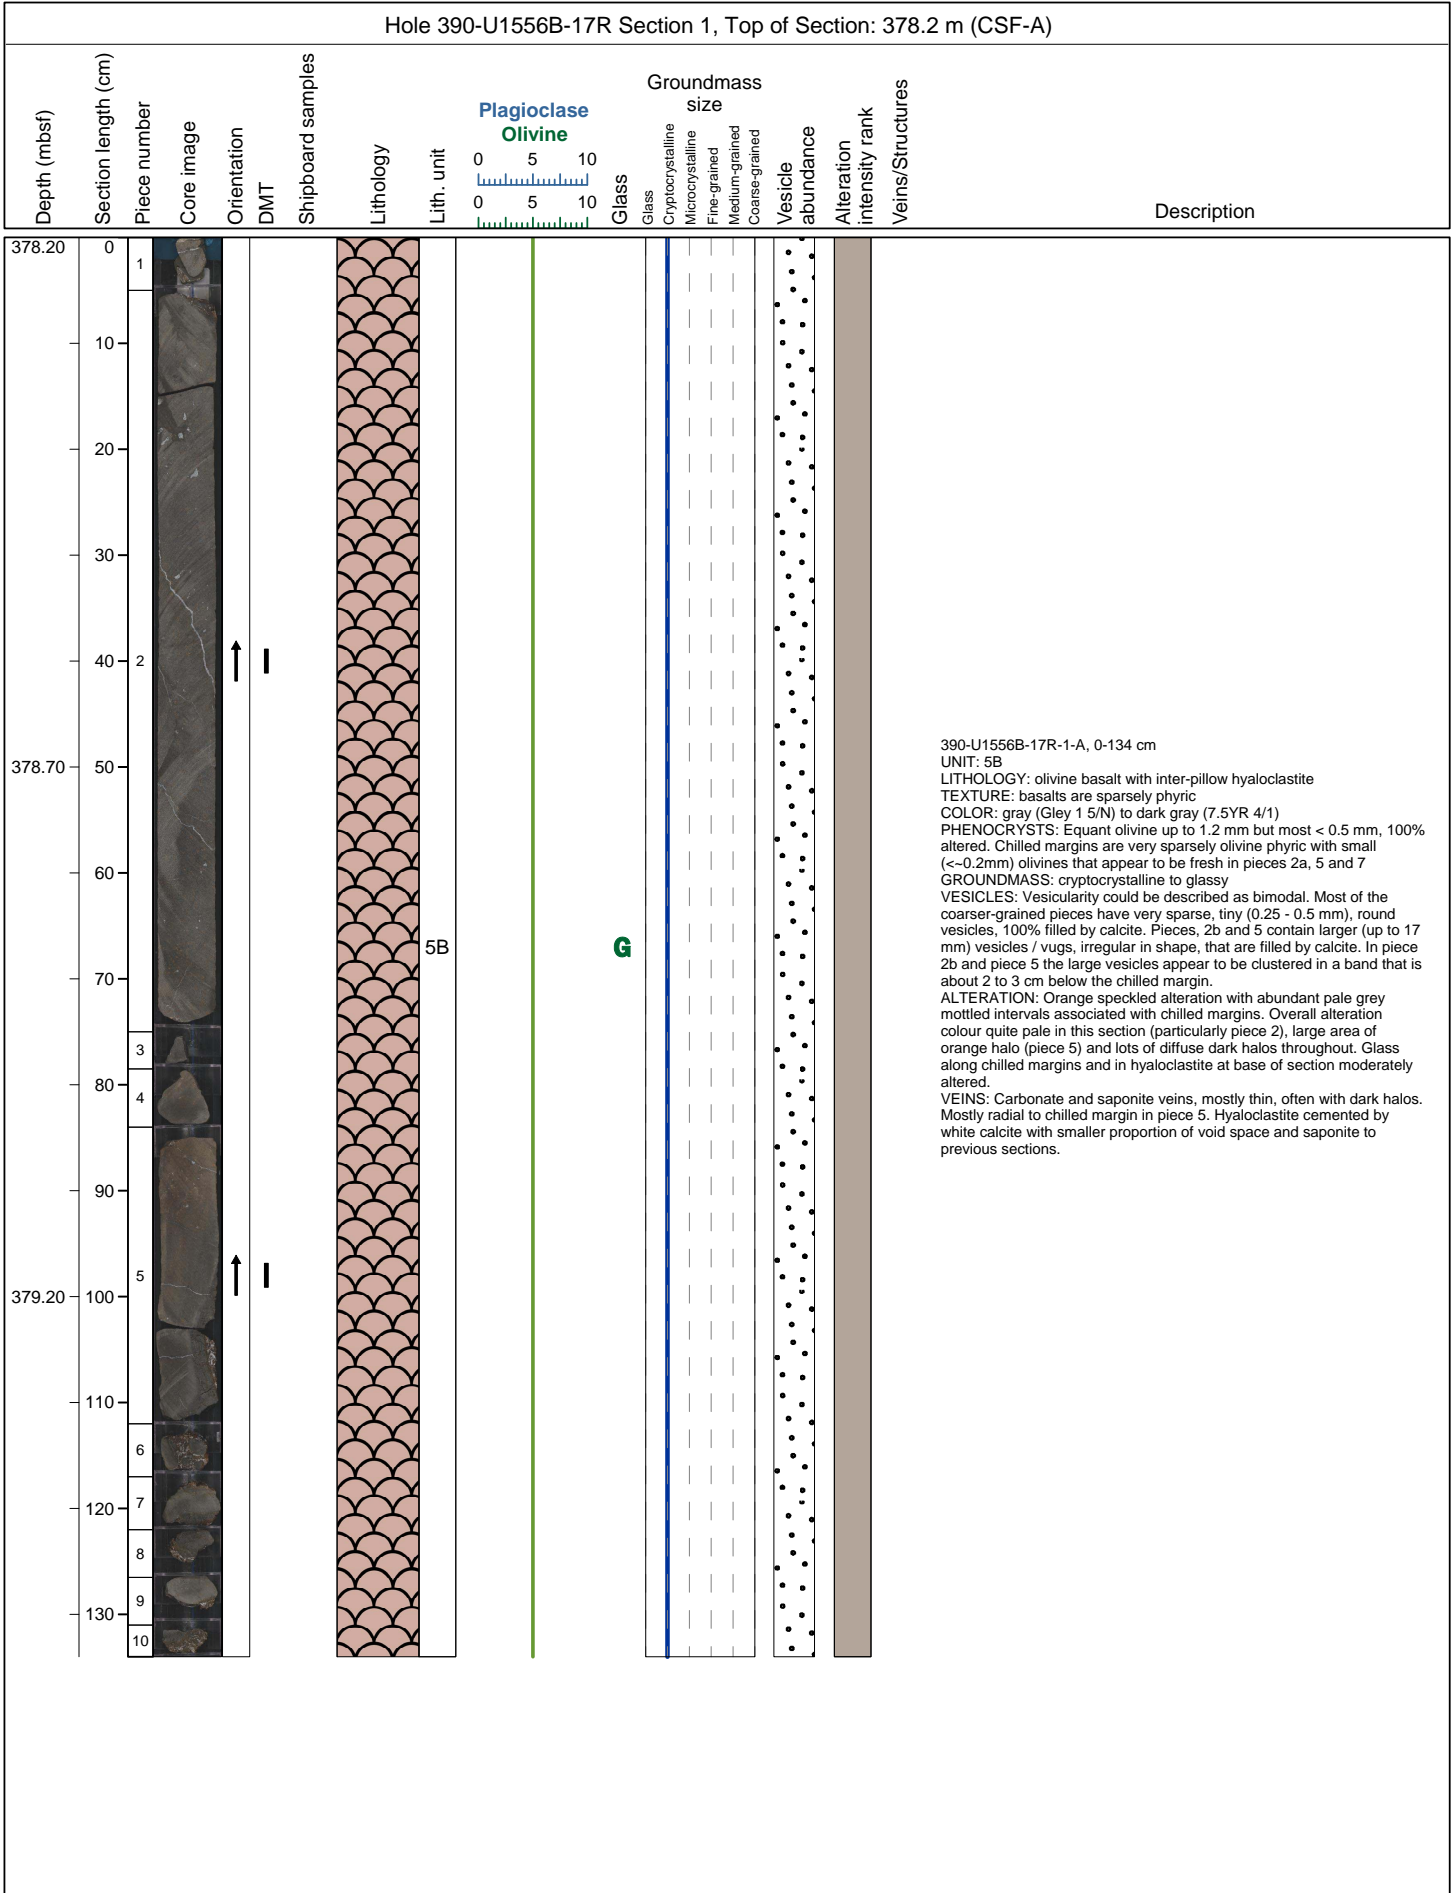 Hole 390-U1556B-17R Section 1, Top of Section: 378.2 m (CSF-A)
Depth (mbsf)
Section length (cm)
Piece number
Core image
Orientation
DMT
Shipboard samples
Lithology
Lith. unit
Plagioclase
Olivine
0 5 10
0 5 10
Glass
Groundmass
size
Glass
Cryptocrystalline
Microcrystalline
Fine-grained
Medium-grained
Coarse-grained
Vesicle
abundance
Alteration
intensity rank
Veins/Structures
Description
378.20
378.70
379.20
0
10
20
30
40
50
60
70
80
90
100
110
120
130
1
2
3
4
5
6
7
8
9
10
5B
G
390-U1556B-17R-1-A, 0-134 cm
UNIT: 5B
LITHOLOGY: olivine basalt with inter-pillow hyaloclastite
TEXTURE: basalts are sparsely phyric
COLOR: gray (Gley 1 5/N) to dark gray (7.5YR 4/1)
PHENOCRYSTS: Equant olivine up to 1.2 mm but most < 0.5 mm, 100%
altered. Chilled margins are very sparsely olivine phyric with small
(<~0.2mm) olivines that appear to be fresh in pieces 2a, 5 and 7
GROUNDMASS: cryptocrystalline to glassy
VESICLES: Vesicularity could be described as bimodal. Most of the
coarser-grained pieces have very sparse, tiny (0.25 - 0.5 mm), round
vesicles, 100% filled by calcite. Pieces, 2b and 5 contain larger (up to 17
mm) vesicles / vugs, irregular in shape, that are filled by calcite. In piece
2b and piece 5 the large vesicles appear to be clustered in a band that is
about 2 to 3 cm below the chilled margin.
ALTERATION: Orange speckled alteration with abundant pale grey
mottled intervals associated with chilled margins. Overall alteration
colour quite pale in this section (particularly piece 2), large area of
orange halo (piece 5) and lots of diffuse dark halos throughout. Glass
along chilled margins and in hyaloclastite at base of section moderately
altered.
VEINS: Carbonate and saponite veins, mostly thin, often with dark halos.
Mostly radial to chilled margin in piece 5. Hyaloclastite cemented by
white calcite with smaller proportion of void space and saponite to
previous sections.